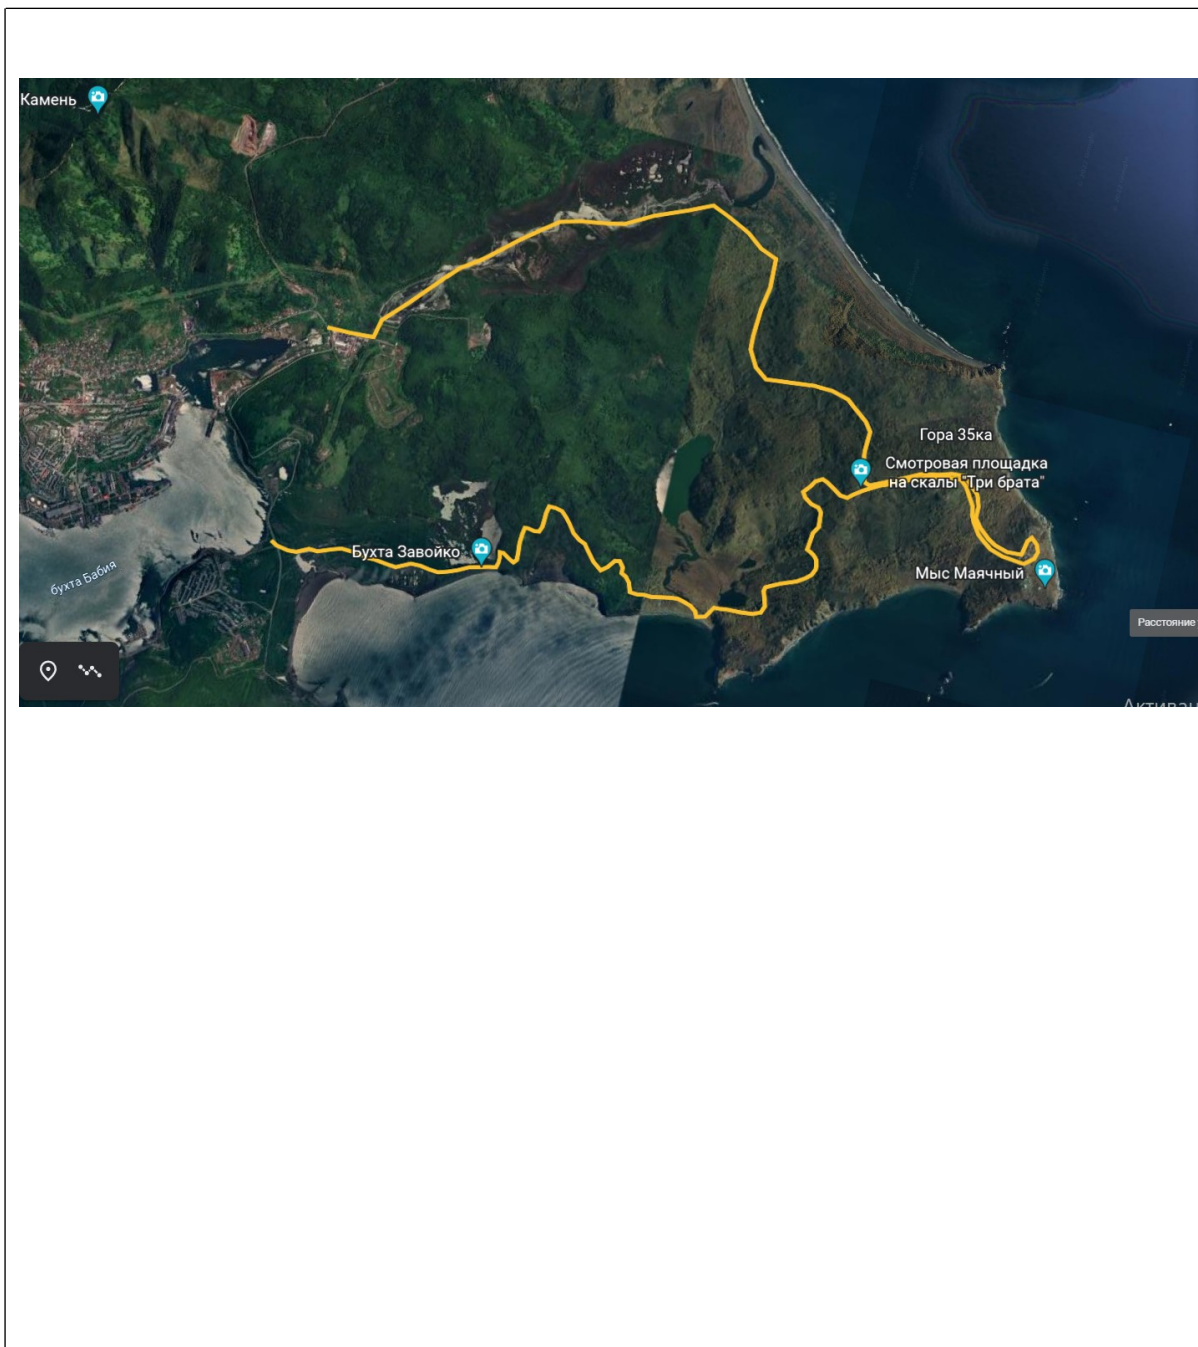 Камень
Гора 35ка
Смотровая площадка
на скалы "Три брата"
Бухта Завойко
Мыс Маячный
бухта Бабия
Расстояние